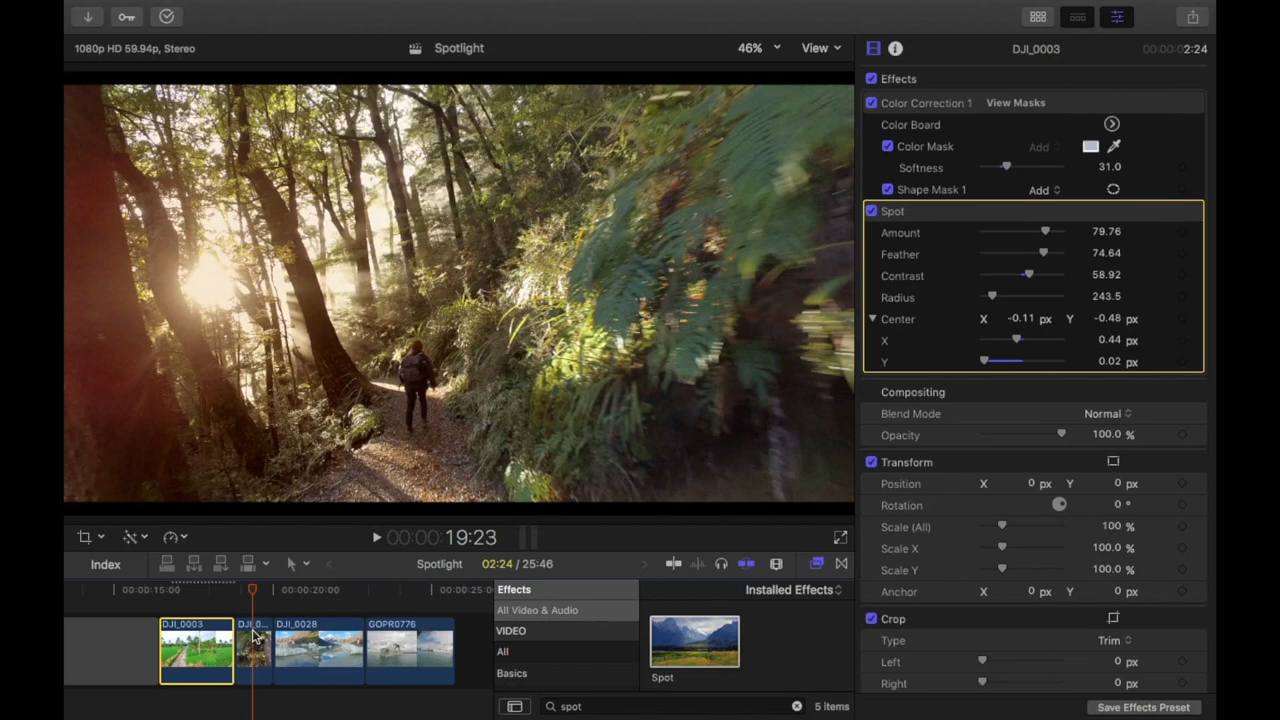 1080p HD 59.94p, Stereo
Spotlight
46%
View
DJI_0003
00:00:02:24
Effects
Color Correction 1
View Masks
Color Board
Color Mask
Add
Softness
31.0
Shape Mask 1
Add
Spot
Amount
79.76
Feather
74.64
Contrast
58.92
Radius
243.5
Center
X
-0.11 px
Y
-0.48 px
X
0.44 px
Y
0.02 px
Compositing
Blend Mode
Normal
Opacity
100.0 %
Transform
Position
X
0 px
Y
0 px
Rotation
0 °
Scale (All)
100 %
Scale X
100.0 %
Scale Y
100.0 %
Anchor
X
0 px
Y
0 px
Crop
Type
Trim
Left
0 px
Right
0 px
Save Effects Preset
00:00:19:23
Index
Spotlight
02:24 / 25:46
00:00:15:00
00:00:20:00
00:00:25:0
DJI_0003
DJI_0...
DJI_0028
GOPR0776
Effects
Installed Effects
All Video & Audio
VIDEO
All
Basics
Spot
spot
5 items